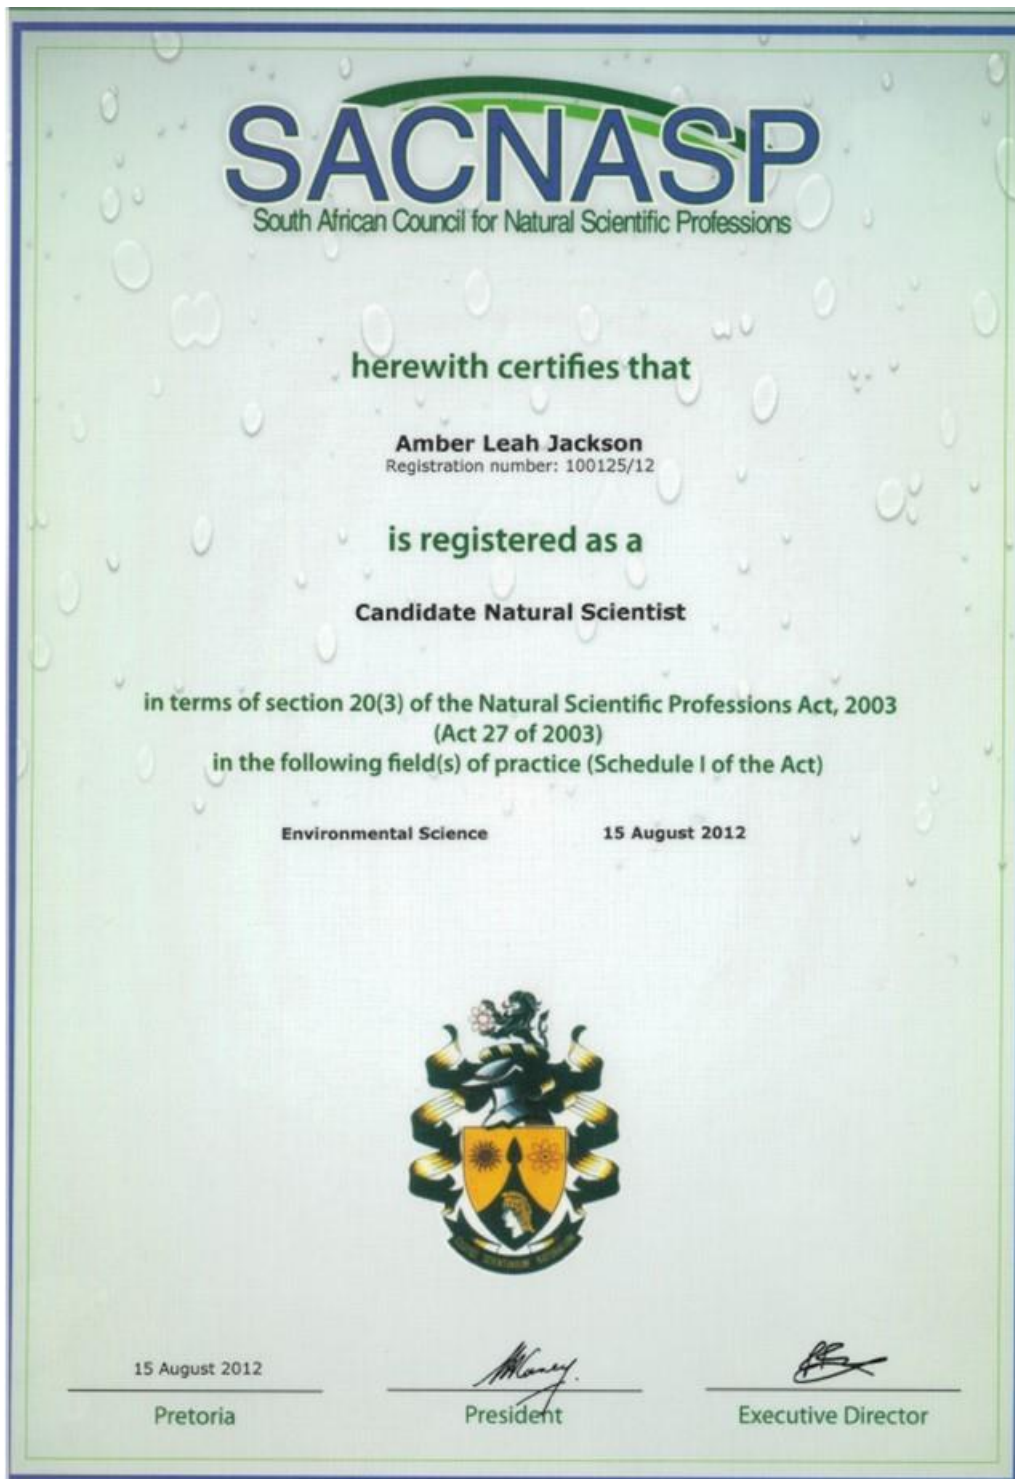 SACNASP
South African Council for Natural Scientific Professions
herewith certifies that
Amber Leah Jackson
Registration number: 100125/12
is registered as a
Candidate Natural Scientist
in terms of section 20(3) of the Natural Scientific Professions Act, 2003
(Act 27 of 2003)
in the following field(s) of practice (Schedule I of the Act)
Environmental Science 15 August 2012
15 August 2012
Pretoria President Executive Director